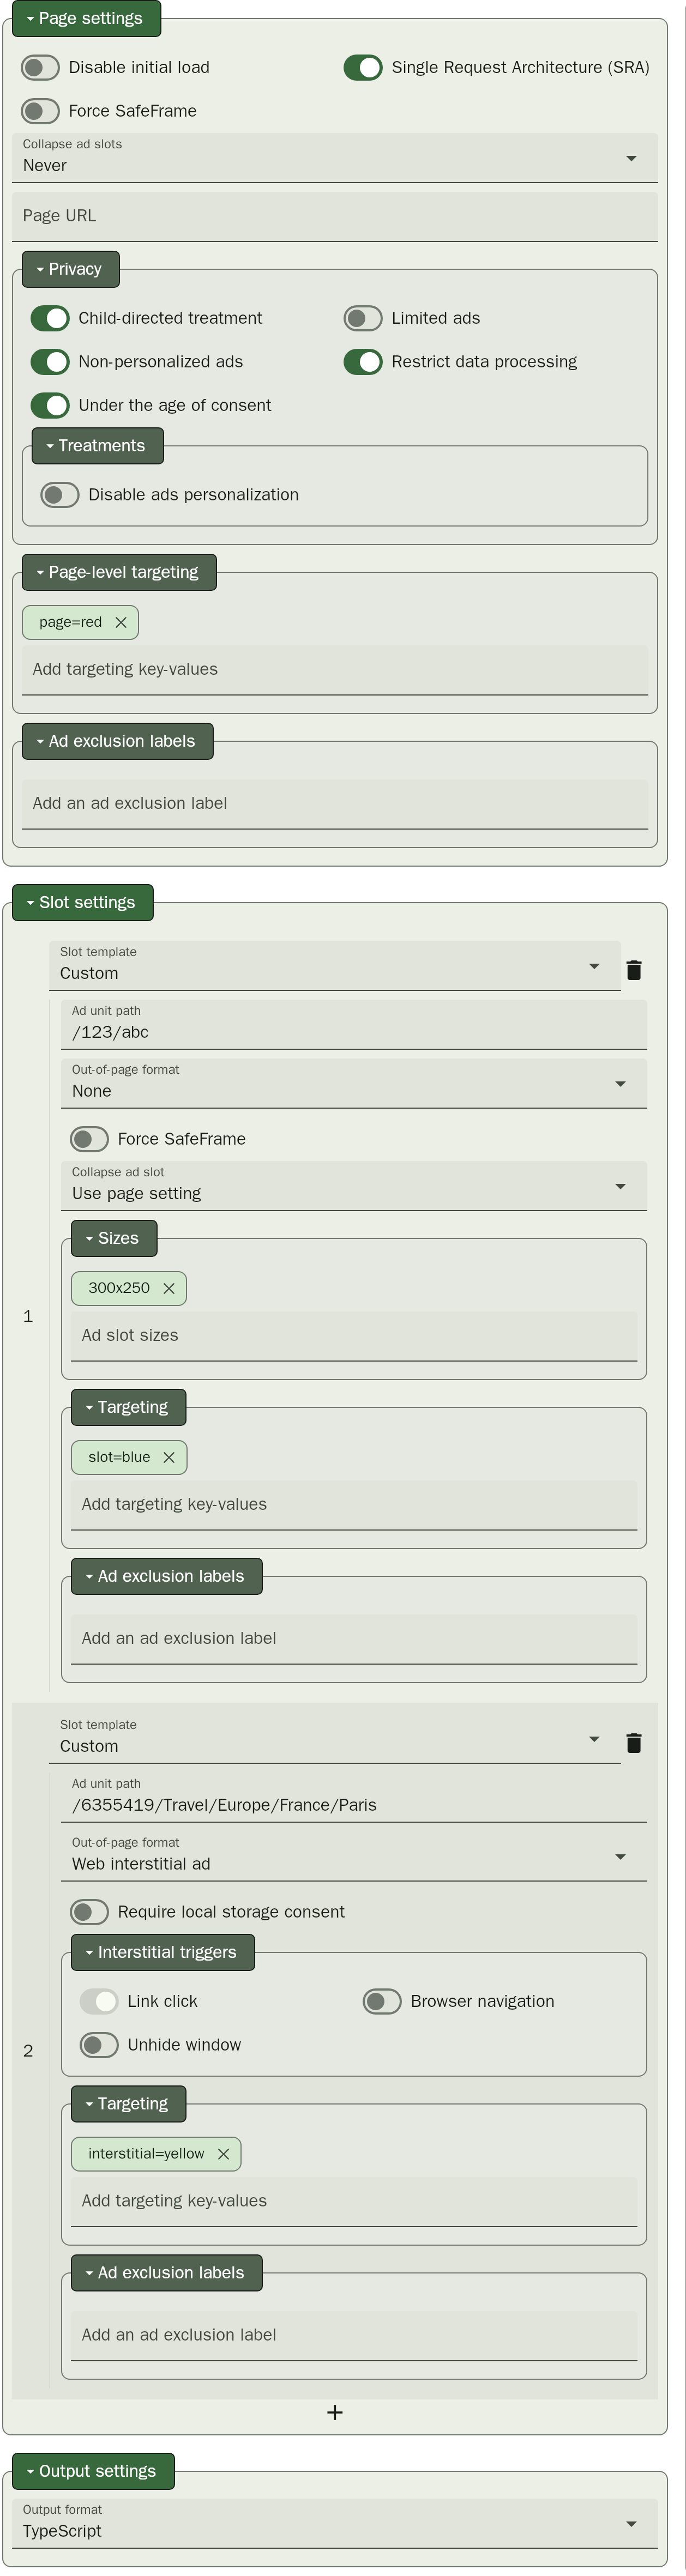 Page settings
Disable initial load
Single Request Architecture (SRA)
Force SafeFrame
Collapse ad slots
Never
Page URL
Privacy
Child-directed treatment
Limited ads
Non-personalized ads
Restrict data processing
Under the age of consent
Treatments
Disable ads personalization
Page-level targeting
page=red
Add targeting key-values
Ad exclusion labels
Add an ad exclusion label
Slot settings
Slot template
Custom
Ad unit path
/123/abc
Out-of-page format
None
Force SafeFrame
Collapse ad slot
Use page setting
Sizes
300x250
1
Ad slot sizes
Targeting
slot=blue
Add targeting key-values
Ad exclusion labels
Add an ad exclusion label
Slot template
Custom
Ad unit path
/6355419/Travel/Europe/France/Paris
Out-of-page format
Web interstitial ad
Require local storage consent
Interstitial triggers
Link click
Browser navigation
Unhide window
2
Targeting
interstitial=yellow
Add targeting key-values
Ad exclusion labels
Add an ad exclusion label
+
Output settings
Output format
TypeScript